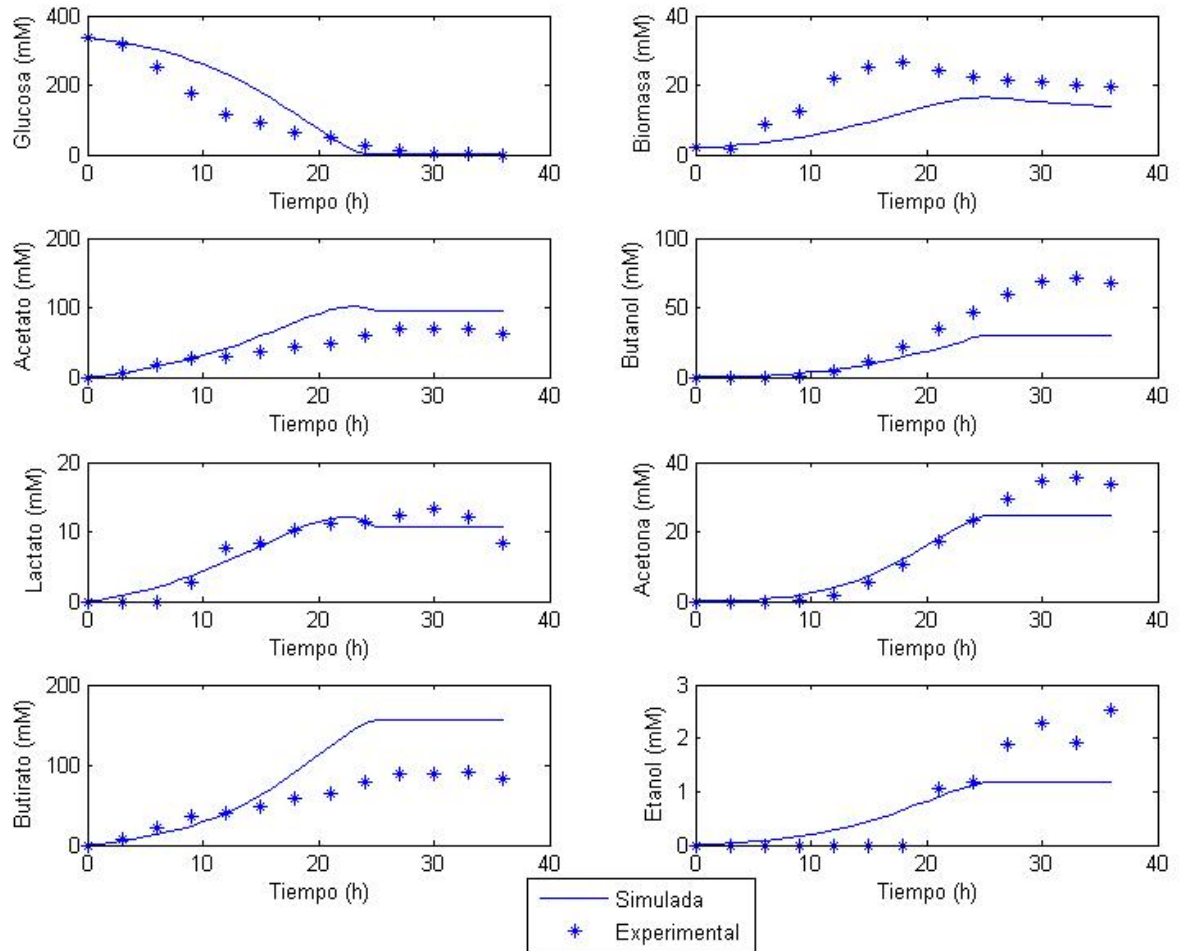 400
200
0
Glucosa (mM)
0 10 20 30 40
Tiempo (h)
40
20
0
Biomasa (mM)
0 10 20 30 40
Tiempo (h)
200
100
0
Acetato (mM)
0 10 20 30 40
Tiempo (h)
100
50
0
Butanol (mM)
0 10 20 30 40
Tiempo (h)
20
10
0
Lactato (mM)
0 10 20 30 40
Tiempo (h)
40
20
0
Acetona (mM)
0 10 20 30 40
Tiempo (h)
200
100
0
Butirato (mM)
0 10 20 30 40
Tiempo (h)
3
2
1
0
Etanol (mM)
0 10 20 30 40
Tiempo (h)
Simulada
Experimental